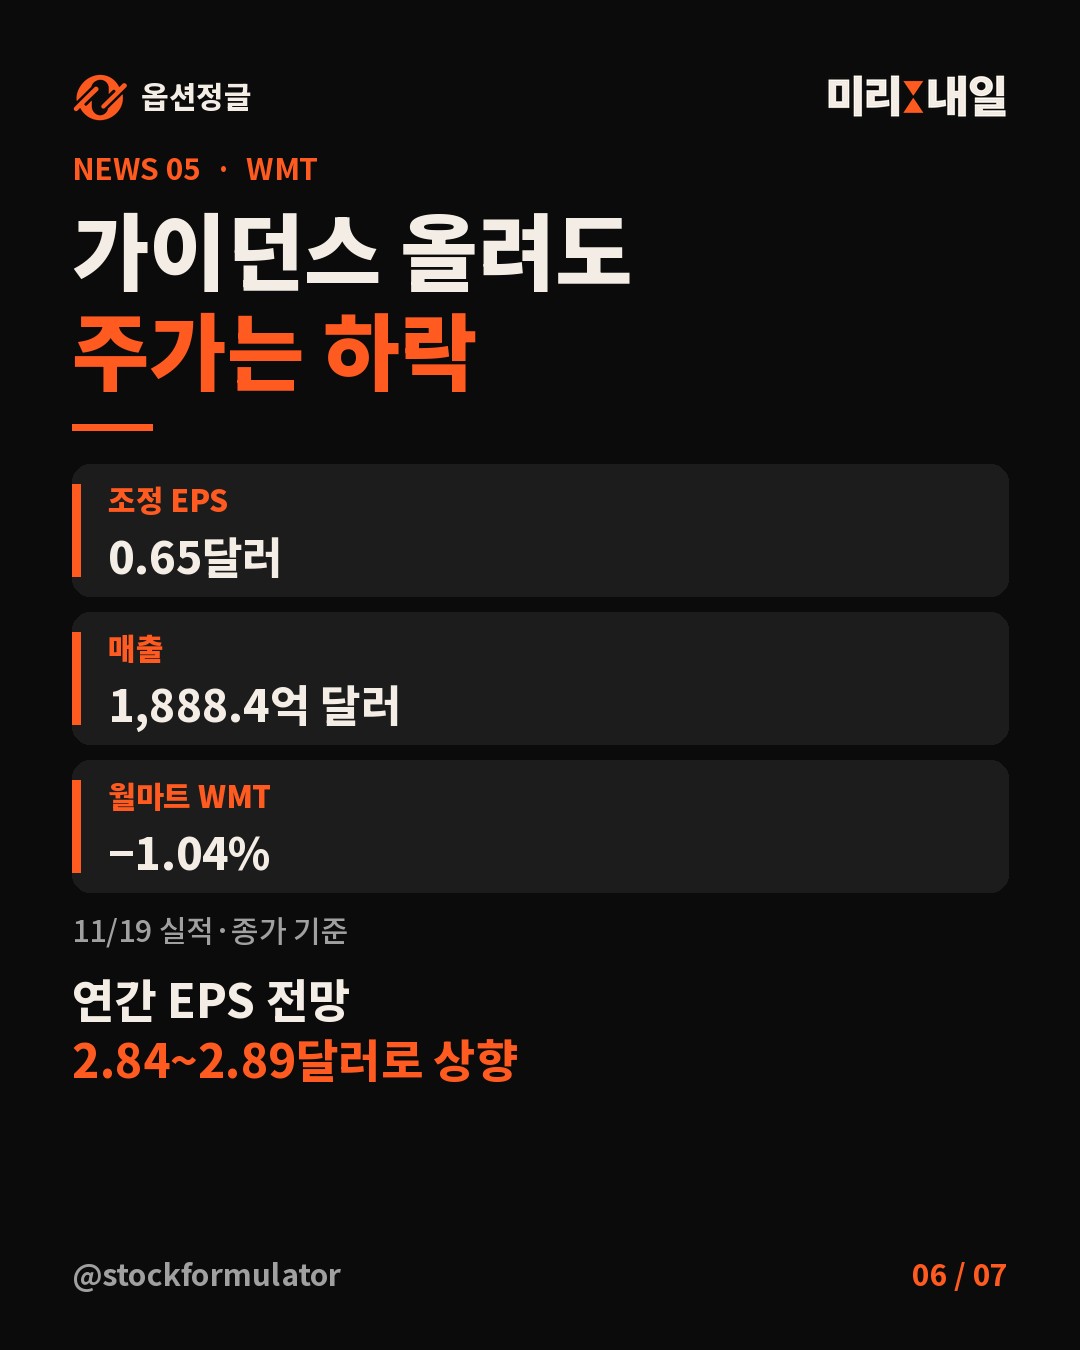 옵션정글
미리내일
NEWS 05 · WMT
가이던스 올려도
주가는 하락
조정 EPS
0.65달러
매출
1,888.4억 달러
월마트 WMT
−1.04%
11/19 실적·종가 기준
연간 EPS 전망
2.84~2.89달러로 상향
@stockformulator
06 / 07